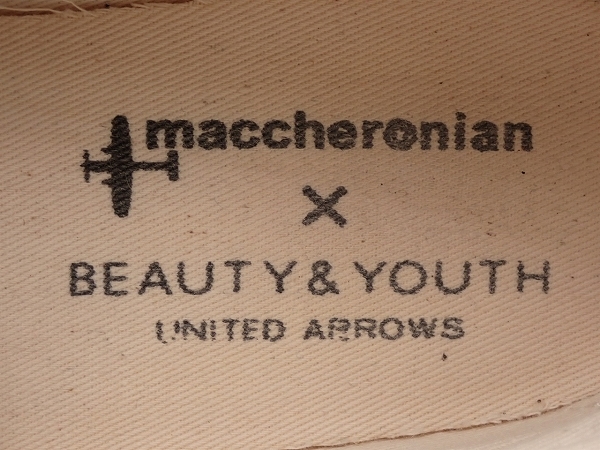 maccheronian
×
BEAUTY&YOUTH
UNITED ARROWS